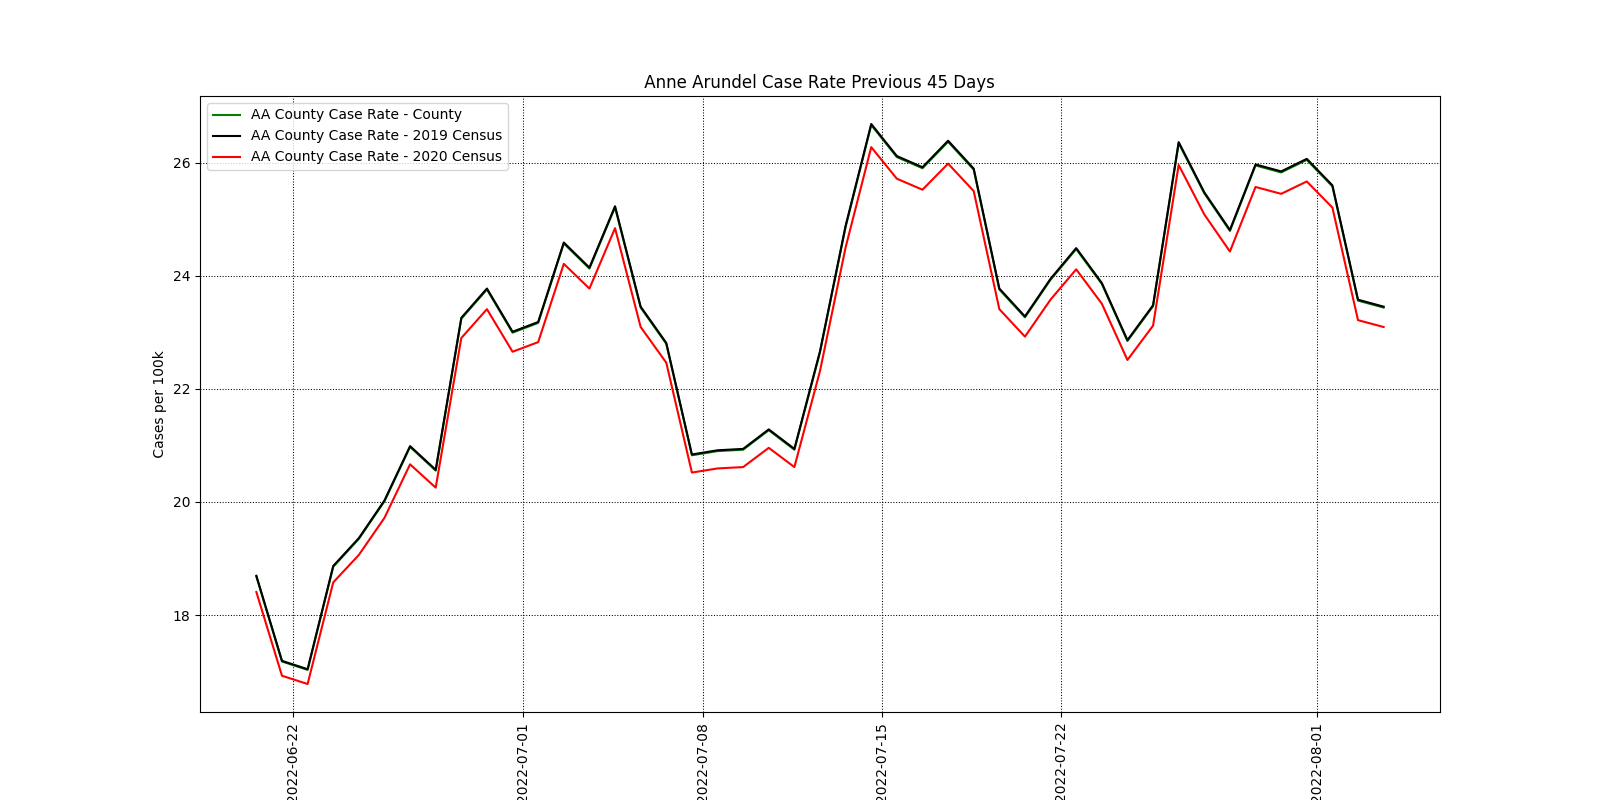 Anne Arundel Case Rate Previous 45 Days
AA County Case Rate - County
AA County Case Rate - 2019 Census
AA County Case Rate - 2020 Census
Cases per 100k
26
24
22
20
18
2022-06-22
2022-07-01
2022-07-08
2022-07-15
2022-07-22
2022-08-01